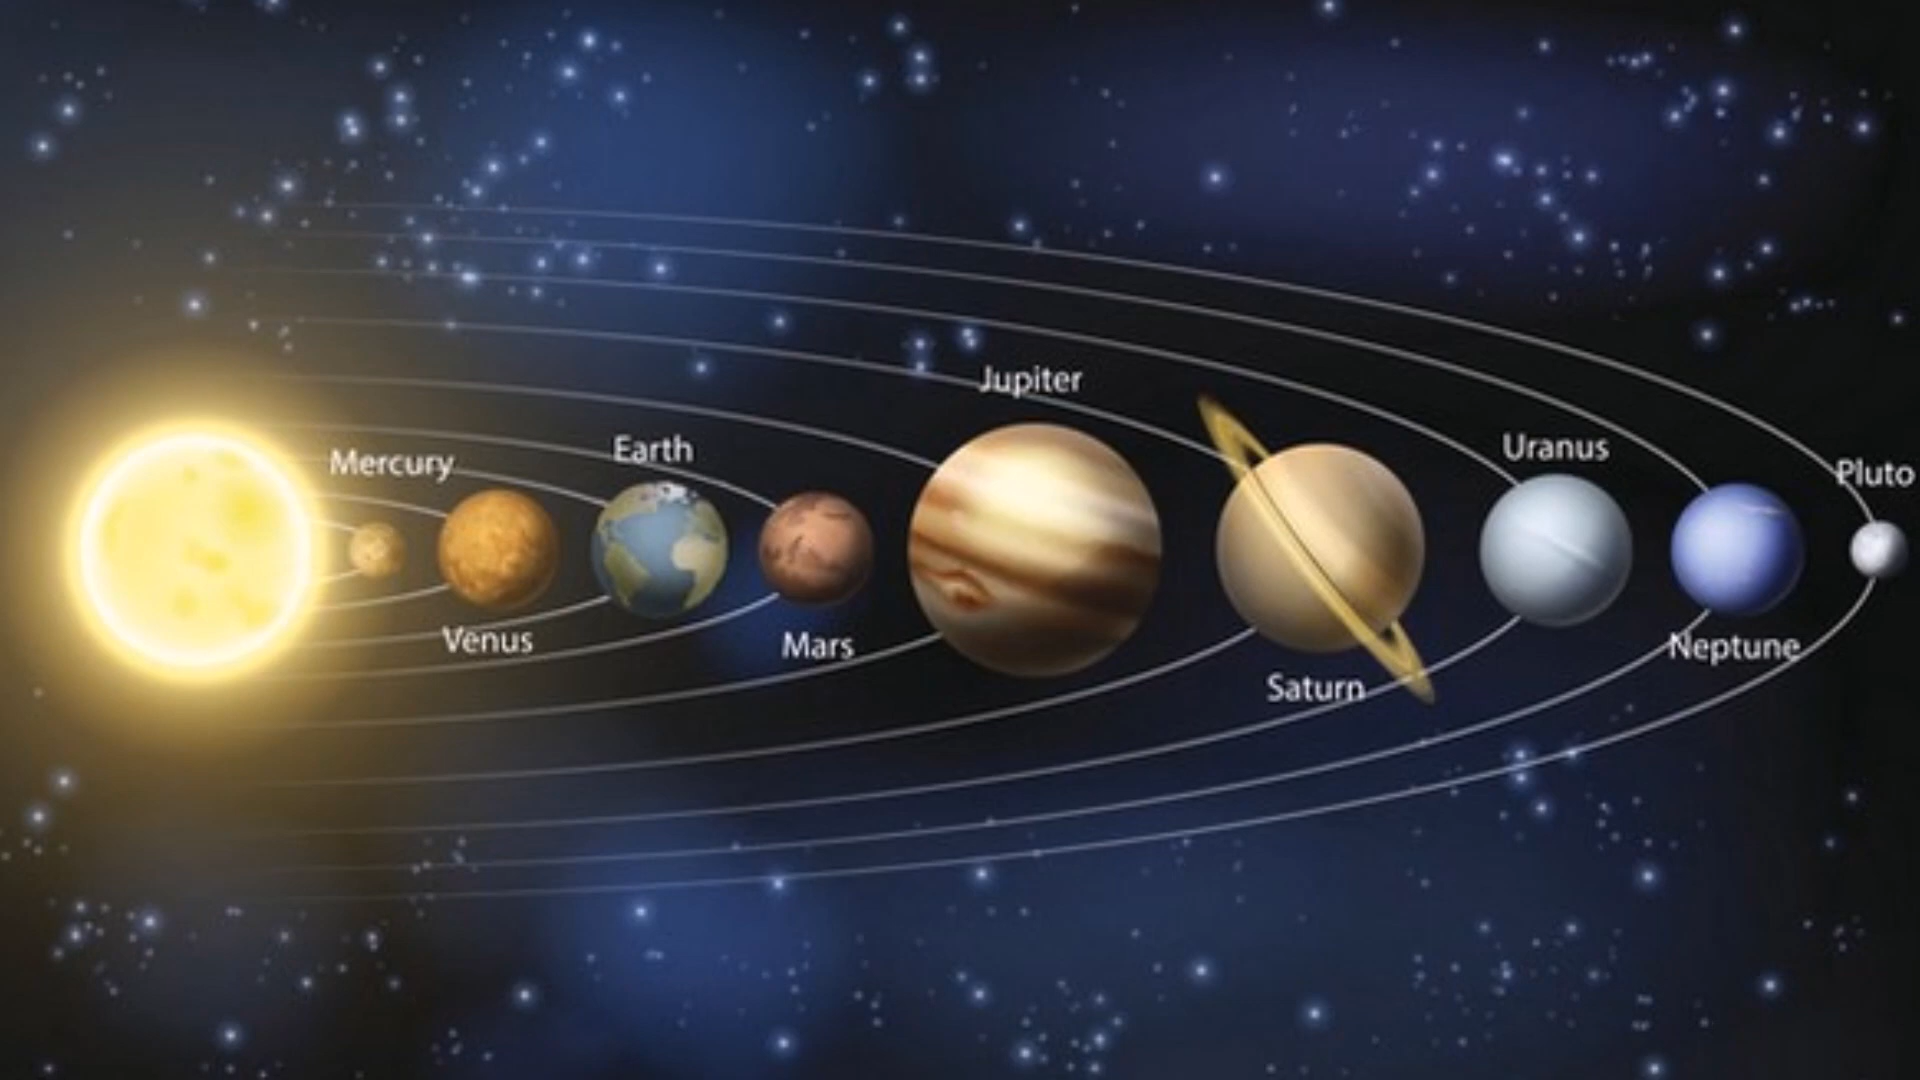 Mercury
Venus
Earth
Mars
Jupiter
Saturn
Uranus
Neptune
Pluto